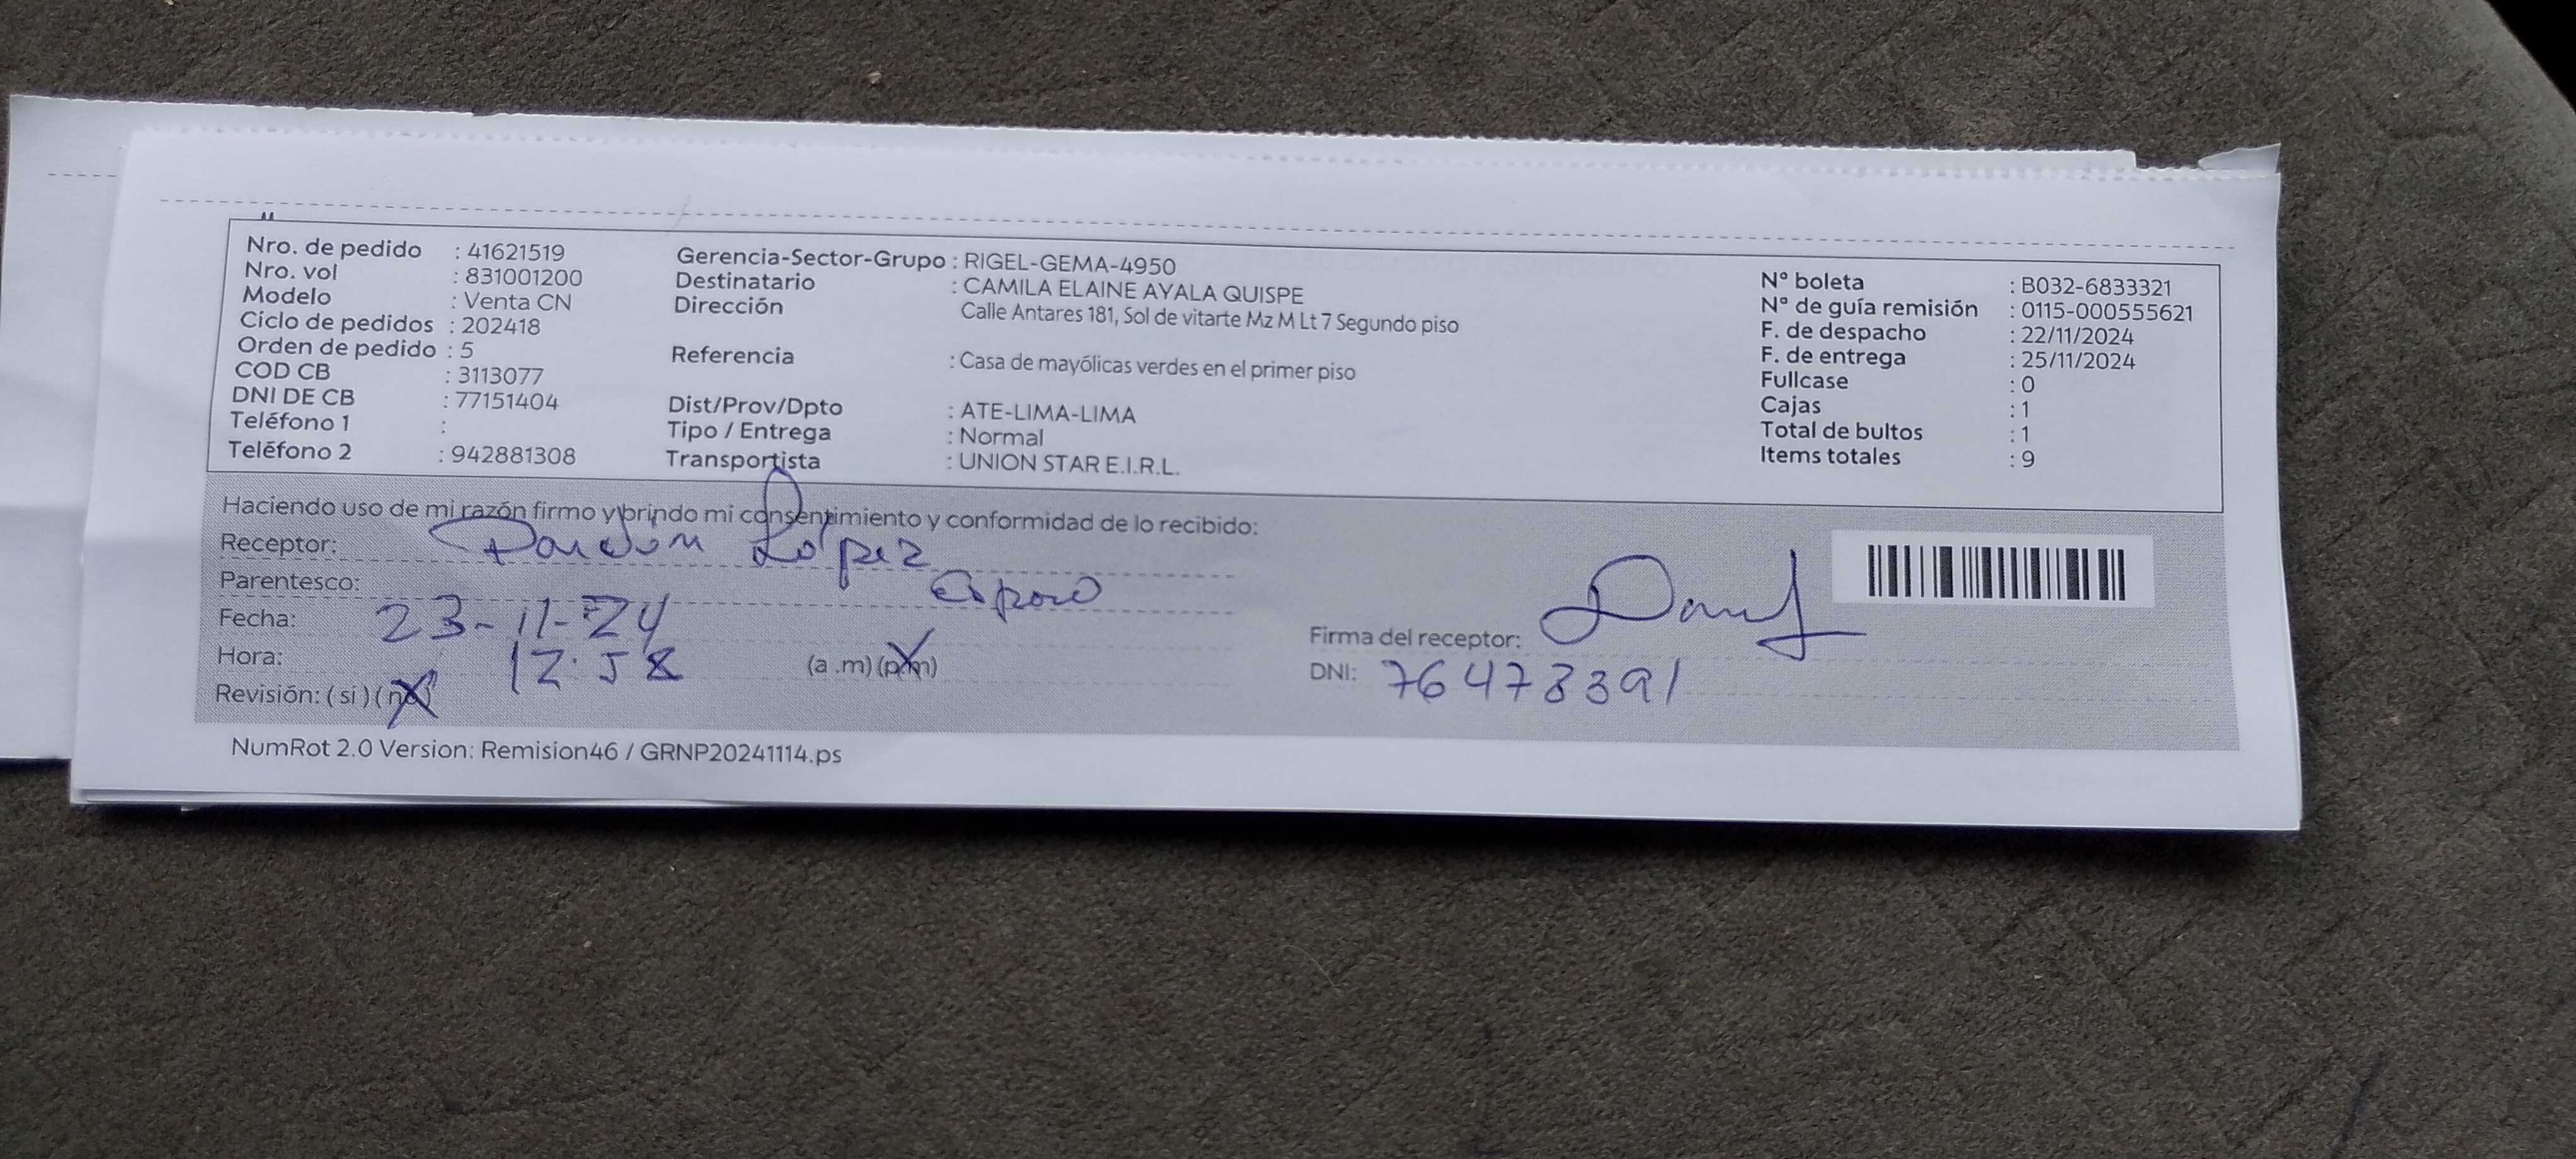 Nro. de pedido : 41621519
Nro. vol : 831001200
Modelo : Venta CN
Ciclo de pedidos : 202418
Orden de pedido : 5
COD CB : 3113077
DNI DE CB : 77151404
Teléfono 1 :
Teléfono 2 : 942881308
Gerencia-Sector-Grupo : RIGEL-GEMA-4950
Destinatario : CAMILA ELAINE AYALA QUISPE
Dirección Calle Antares 181, Sol de vitarte Mz M Lt 7 Segundo piso
Referencia : Casa de mayólicas verdes en el primer piso
Dist/Prov/Dpto : ATE-LIMA-LIMA
Tipo / Entrega : Normal
Transportista : UNION STAR E.I.R.L.
N° boleta : B032-6833321
N° de guía remisión : 0115-000555621
F. de despacho : 22/11/2024
F. de entrega : 25/11/2024
Fullcase : 0
Cajas : 1
Total de bultos : 1
Items totales : 9
Haciendo uso de mi razón firmo y brindo mi consentimiento y conformidad de lo recibido:
Receptor: López
Parentesco: Esposo
Fecha: 23-11-24
Hora: 12:58 (a .m) (p.m)
Revisión: ( si ) ( no )
Firma del receptor:
DNI: 76473391
NumRot 2.0 Version: Remision46 / GRNP20241114.ps